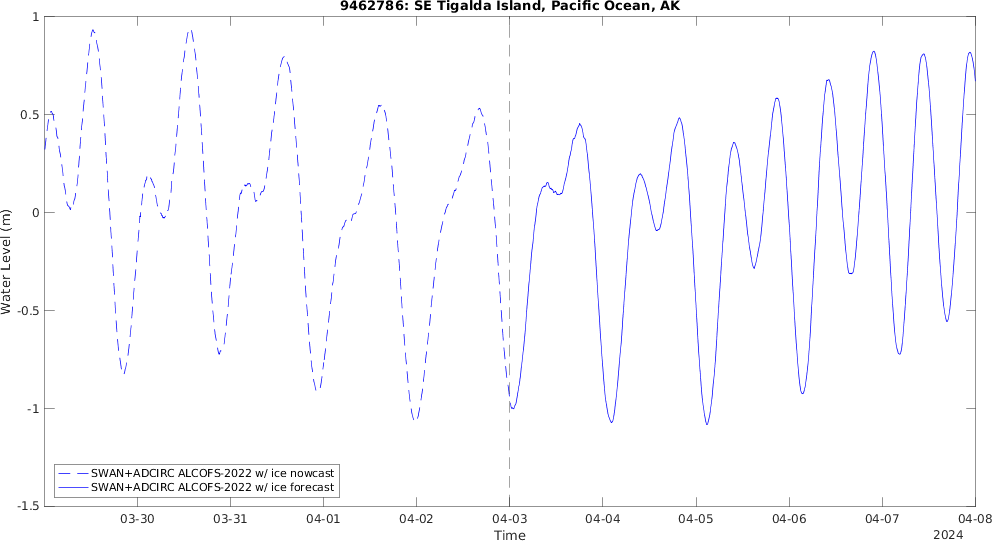 9462786: SE Tigalda Island, Pacific Ocean, AK
1
0.5
0
-0.5
-1
-1.5
Water Level (m)
SWAN+ADCIRC ALCOFS-2022 w/ ice nowcast
SWAN+ADCIRC ALCOFS-2022 w/ ice forecast
03-30 03-31 04-01 04-02 04-03 04-04 04-05 04-06 04-07 04-08
Time
2024